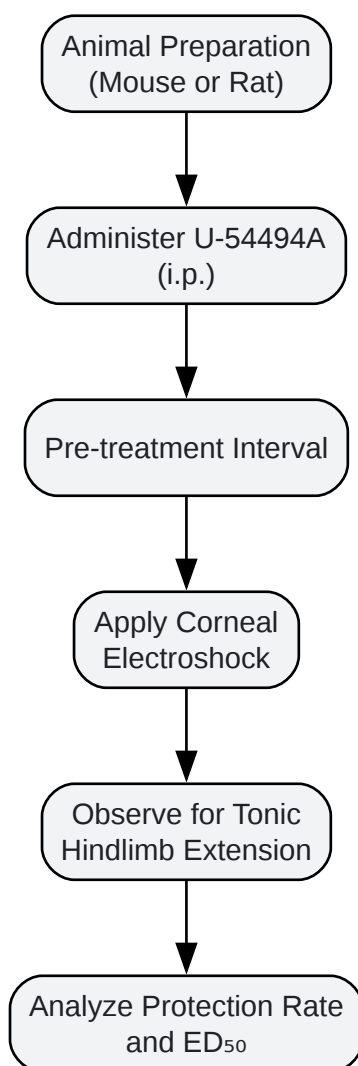 Animal Preparation
(Mouse or Rat)
Administer U-54494A
(i.p.)
Pre-treatment Interval
Apply Corneal
Electroshock
Observe for Tonic
Hindlimb Extension
Analyze Protection Rate
and ED₅₀